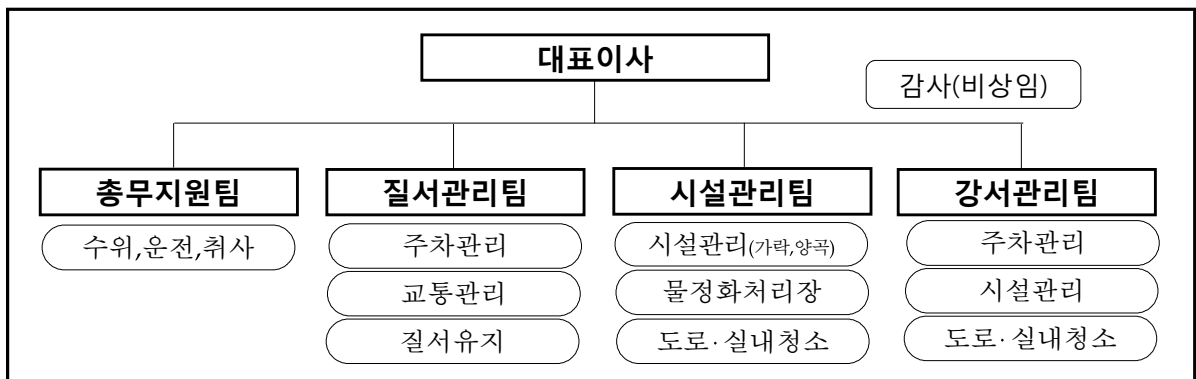 대표이사
감사(비상임)
총무지원팀 질서관리팀 시설관리팀 강서관리팀
수위,운전,취사 주차관리 시설관리(가락,양곡) 주차관리
교통관리 물정화처리장 시설관리
질서유지 도로·실내청소 도로·실내청소